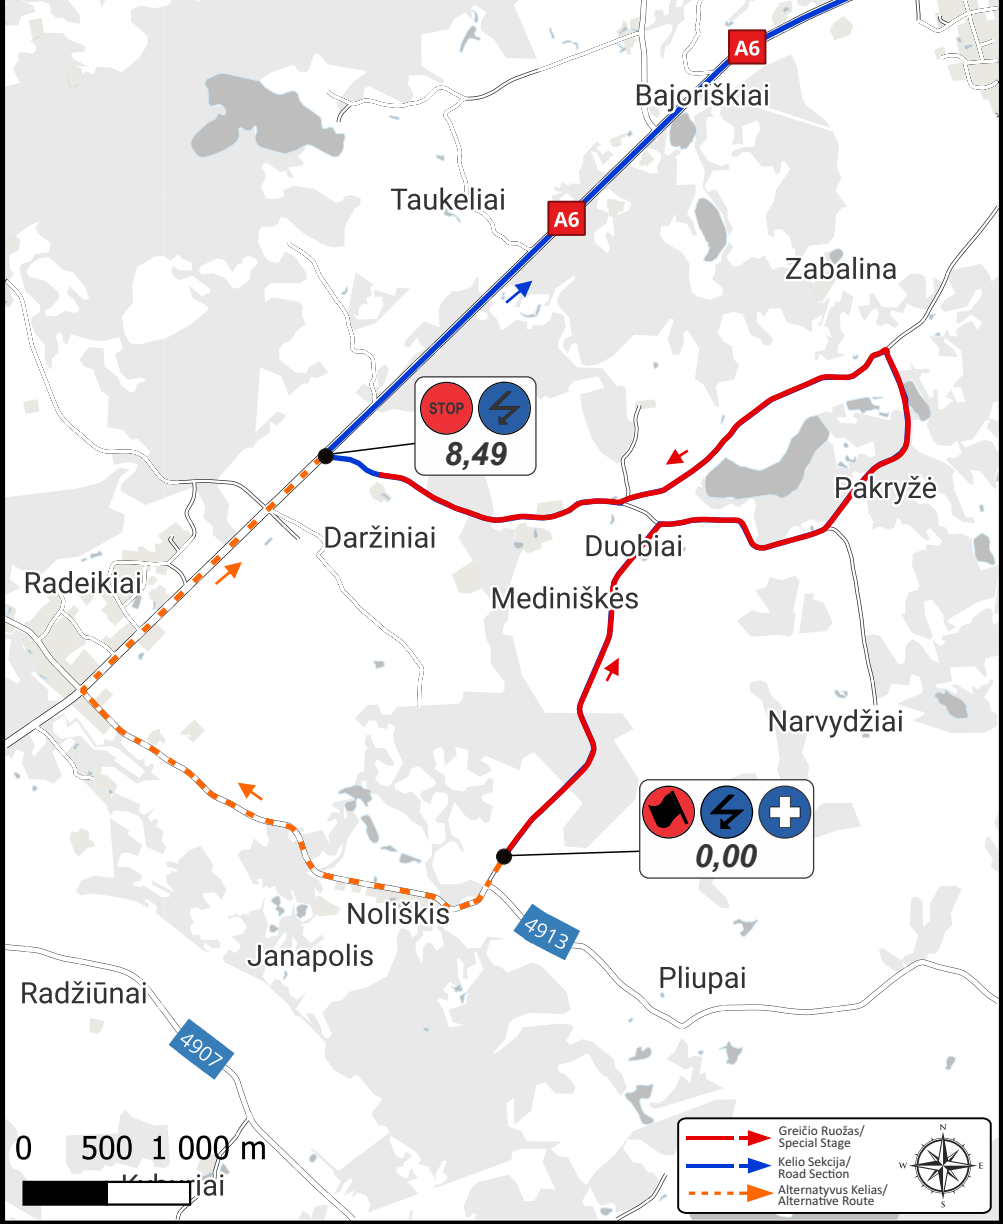 A6
Bajoriškiai
Taukeliai
A6
Zabalina
STOP
8,49
Pakryžė
Daržiniai
Duobiai
Radeikiai
Mediniškės
Narvydžiai
0,00
Noliškis
4913
Janapolis
Pliupai
Radžiūnai
4907
0 500 1 000 m
Greičio Ruožas/
Special Stage
Kelio Sekcija/
Road Section
Alternatyvus Kelias/
Alternative Route
N
W E
S